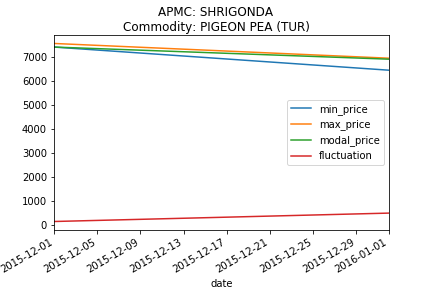 APMC: SHRIGONDA
Commodity: PIGEON PEA (TUR)
7000
6000
5000
4000
3000
2000
1000
0
min_price
max_price
modal_price
fluctuation
2015-12-01
2015-12-05
2015-12-09
2015-12-13
2015-12-17
2015-12-21
2015-12-25
2015-12-29
2016-01-01
date